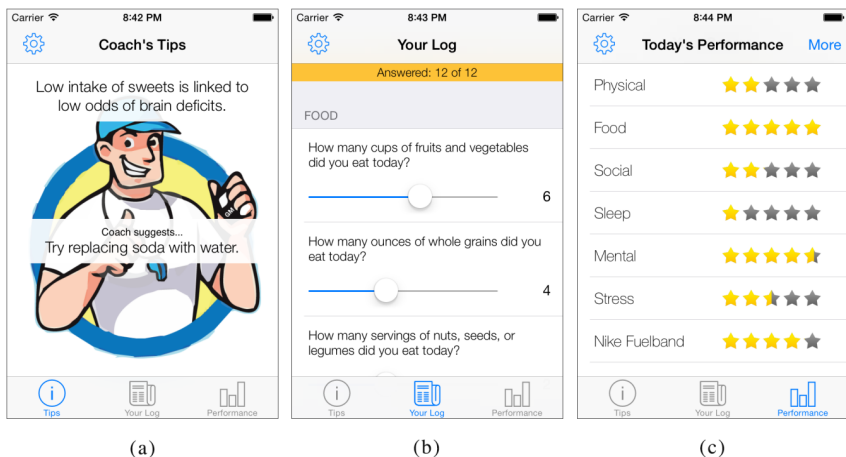 Carrier 8:42 PM
Coach's Tips
Low intake of sweets is linked to
low odds of brain deficits.
GM
Coach suggests...
Try replacing soda with water.
Tips Your Log Performance
(a)
Carrier 8:43 PM
Your Log
Answered: 12 of 12
FOOD
How many cups of fruits and vegetables
did you eat today?
6
How many ounces of whole grains did you
eat today?
4
How many servings of nuts, seeds, or
legumes did you eat today?
Tips Your Log Performance
(b)
Carrier 8:44 PM
Today's Performance More
Physical
Food
Social
Sleep
Mental
Stress
Nike Fuelband
Tips Your Log Performance
(c)